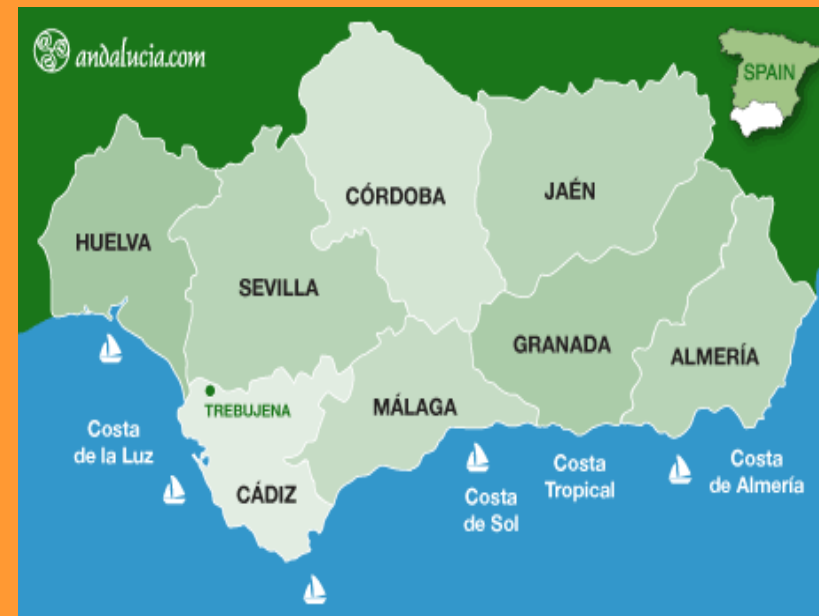 andalucia.com
SPAIN
CÓRDOBA
JAÉN
HUELVA
SEVILLA
GRANADA
ALMERÍA
TREBUJENA
MÁLAGA
Costa
de la Luz
CÁDIZ
Costa
de Sol
Costa
Tropical
Costa
de Almería